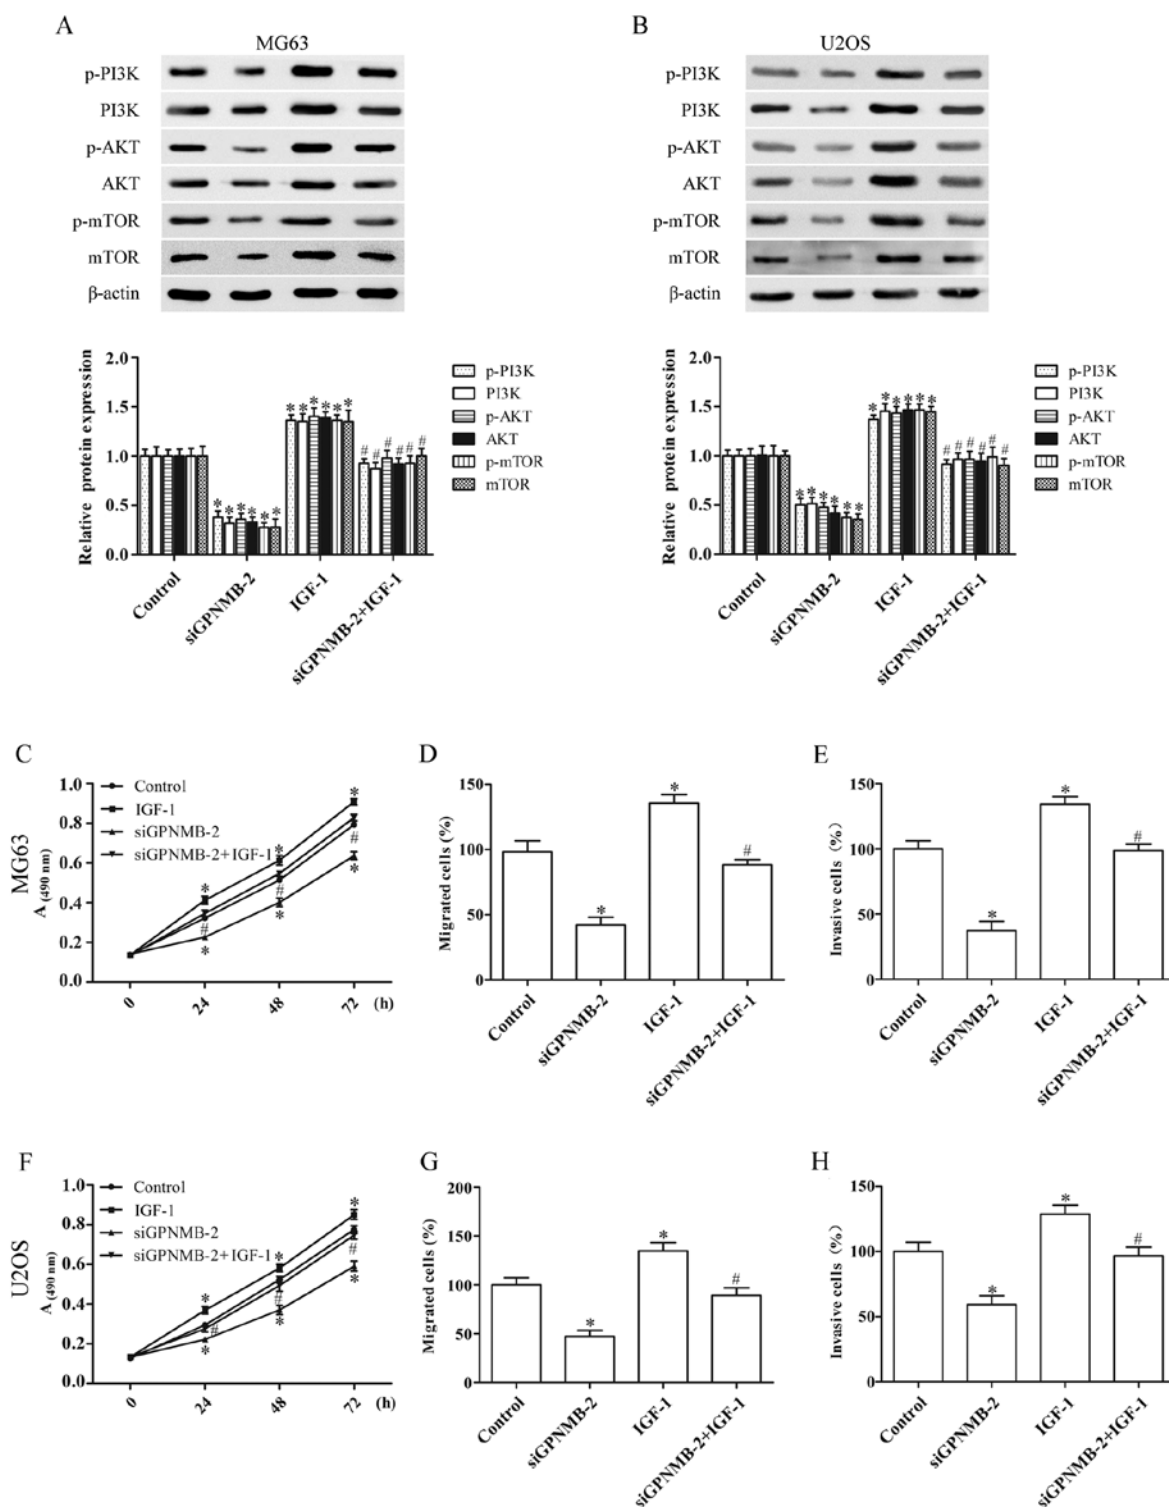 A
MG63
p-PI3K
PI3K
p-AKT
AKT
p-mTOR
mTOR
β-actin
Relative protein expression
2.0
1.5
1.0
0.5
0.0
* * * * * *
* * * * * *
# # # # # #
Control
siGPNMB-2
IGF-1
siGPNMB-2+IGF-1
p-PI3K
PI3K
p-AKT
AKT
p-mTOR
mTOR
B
U2OS
p-PI3K
PI3K
p-AKT
AKT
p-mTOR
mTOR
β-actin
Relative protein expression
2.0
1.5
1.0
0.5
0.0
* * * * * *
* * * * * *
# # # # # #
Control
siGPNMB-2
IGF-1
siGPNMB-2+IGF-1
p-PI3K
PI3K
p-AKT
AKT
p-mTOR
mTOR
MG63
C
A (490 nm)
1.0
0.8
0.6
0.4
0.2
0.0
Control
IGF-1
siGPNMB-2
siGPNMB-2+IGF-1
* # *
* # *
* # *
0
24
48
72
(h)
D
Migrated cells (%)
150
100
50
0
* * #
Control
siGPNMB-2
IGF-1
siGPNMB-2+IGF-1
E
Invasive cells (%)
150
100
50
0
* * #
Control
siGPNMB-2
IGF-1
siGPNMB-2+IGF-1
U2OS
F
A (490 nm)
1.0
0.8
0.6
0.4
0.2
0.0
Control
IGF-1
siGPNMB-2
siGPNMB-2+IGF-1
* # *
* # *
* # *
0
24
48
72
(h)
G
Migrated cells (%)
200
150
100
50
0
* * #
Control
siGPNMB-2
IGF-1
siGPNMB-2+IGF-1
H
Invasive cells (%)
150
100
50
0
* * #
Control
siGPNMB-2
IGF-1
siGPNMB-2+IGF-1